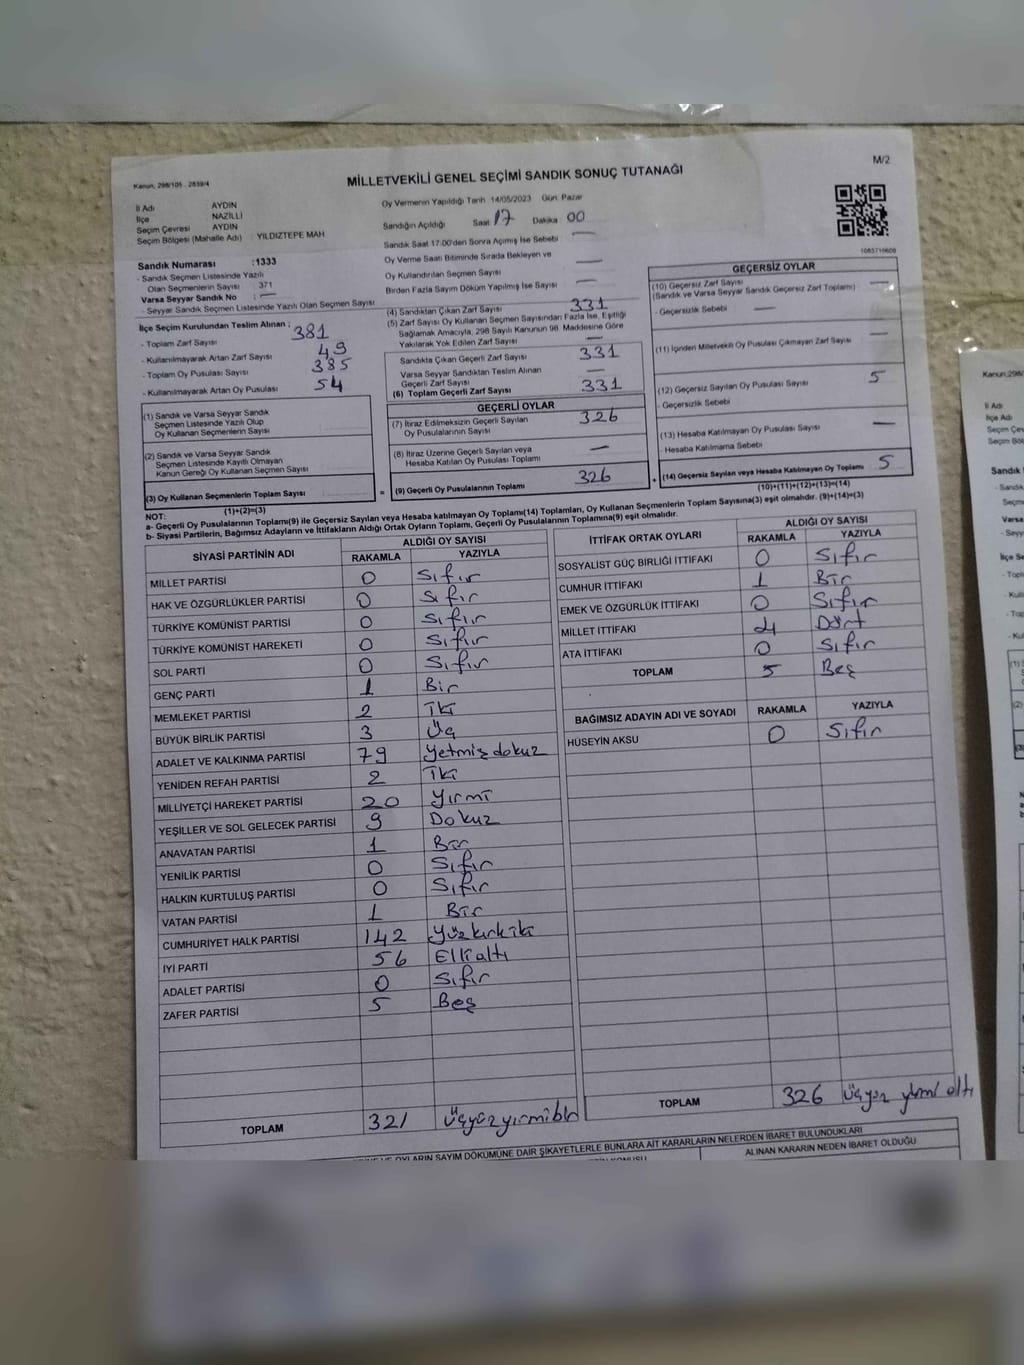 M/2
Kanun, 298/105 - 2839/4
MİLLETVEKİLİ GENEL SEÇİMİ SANDIK SONUÇ TUTANAĞI
İl Adı AYDIN
İlçe NAZİLLİ
Seçim Çevresi AYDIN
Seçim Bölgesi (Mahalle Adı) YILDIZTEPE MAH
Oy Vermenin Yapıldığı Tarih 14/05/2023 Gün Pazar
Sandığın Açıldığı Saat 17 Dakika 00
Sandık Saat 17.00'den Sonra Açılmış İse Sebebi —
Oy Verme Saati Bitiminde Sırada Bekleyen ve
Oy Kullandırılan Seçmen Sayısı —
Birden Fazla Sayım Döküm Yapılmış İse Sayısı —
1085710608
Sandık Numarası :1333
- Sandık Seçmen Listesinde Yazılı
Olan Seçmenlerin Sayısı : 371
Varsa Seyyar Sandık No : —
- Seyyar Sandık Seçmen Listesinde Yazılı Olan Seçmen Sayısı
İlçe Seçim Kurulundan Teslim Alınan :
- Toplam Zarf Sayısı 381
- Kullanılmayarak Artan Zarf Sayısı 49
- Toplam Oy Pusulası Sayısı 385
- Kullanılmayarak Artan Oy Pusulası 54
(1) Sandık ve Varsa Seyyar Sandık
Seçmen Listesinde Yazılı Olup
Oy Kullanan Seçmenlerin Sayısı
(2) Sandık ve Varsa Seyyar Sandık
Seçmen Listesinde Kayıtlı Olmayan
Kanun Gereği Oy Kullanan Seçmen Sayısı
(3) Oy Kullanan Seçmenlerin Toplam Sayısı
(1)+(2)=(3)
(4) Sandıktan Çıkan Zarf Sayısı 331
(5) Zarf Sayısı Oy Kullanan Seçmen Sayısından Fazla İse, Eşitliği
Sağlamak Amacıyla, 298 Sayılı Kanunun 98. Maddesine Göre
Yakılarak Yok Edilen Zarf Sayısı —
Sandıkta Çıkan Geçerli Zarf Sayısı 331
Varsa Seyyar Sandıktan Teslim Alınan
Geçerli Zarf Sayısı —
(6) Toplam Geçerli Zarf Sayısı 331
GEÇERLİ OYLAR
(7) İtiraz Edilmeksizin Geçerli Sayılan
Oy Pusulalarının Sayısı 326
(8) İtiraz Üzerine Geçerli Sayılan veya
Hesaba Katılan Oy Pusulası Toplamı —
= (9) Geçerli Oy Pusulalarının Toplamı 326
GEÇERSİZ OYLAR
(10) Geçersiz Zarf Sayısı
(Sandık ve Varsa Seyyar Sandık Geçersiz Zarf Toplamı) —
- Geçersizlik Sebebi —
(11) İçinden Milletvekili Oy Pusulası Çıkmayan Zarf Sayısı —
(12) Geçersiz Sayılan Oy Pusulası Sayısı 5
- Geçersizlik Sebebi
(13) Hesaba Katılmayan Oy Pusulası Sayısı —
- Hesaba Katılmama Sebebi
+ (14) Geçersiz Sayılan veya Hesaba Katılmayan Oy Toplamı 5
(10)+(11)+(12)+(13)=(14)
NOT:
a- Geçerli Oy Pusulalarının Toplamı(9) ile Geçersiz Sayılan veya Hesaba katılmayan Oy Toplamı(14) Toplamları, Oy Kullanan Seçmenlerin Toplam Sayısına(3) eşit olmalıdır. (9)+(14)=(3)
b- Siyasi Partilerin, Bağımsız Adayların ve İttifakların Aldığı Ortak Oyların Toplamı, Geçerli Oy Pusulalarının Toplamına(9) eşit olmalıdır.
SİYASİ PARTİNİN ADI ALDIĞI OY SAYISI
RAKAMLA YAZIYLA
MİLLET PARTİSİ 0 Sıfır
HAK VE ÖZGÜRLÜKLER PARTİSİ 0 Sıfır
TÜRKİYE KOMÜNİST PARTİSİ 0 Sıfır
TÜRKİYE KOMÜNİST HAREKETİ 0 Sıfır
SOL PARTİ 0 Sıfır
GENÇ PARTİ 1 Bir
MEMLEKET PARTİSİ 2 İki
BÜYÜK BİRLİK PARTİSİ 3 Üç
ADALET VE KALKINMA PARTİSİ 79 Yetmiş dokuz
YENİDEN REFAH PARTİSİ 2 İki
MİLLİYETÇİ HAREKET PARTİSİ 20 Yirmi
YEŞİLLER VE SOL GELECEK PARTİSİ 9 Dokuz
ANAVATAN PARTİSİ 1 Bir
YENİLİK PARTİSİ 0 Sıfır
HALKIN KURTULUŞ PARTİSİ 0 Sıfır
VATAN PARTİSİ 1 Bir
CUMHURİYET HALK PARTİSİ 142 Yüz kırk iki
İYİ PARTİ 56 Elli altı
ADALET PARTİSİ 0 Sıfır
ZAFER PARTİSİ 5 Beş
TOPLAM 321 Üçyüzyirmibir
İTTİFAK ORTAK OYLARI ALDIĞI OY SAYISI
RAKAMLA YAZIYLA
SOSYALİST GÜÇ BİRLİĞİ İTTİFAKI 0 Sıfır
CUMHUR İTTİFAKI 1 Bir
EMEK VE ÖZGÜRLÜK İTTİFAKI 0 Sıfır
MİLLET İTTİFAKI 4 Dört
ATA İTTİFAKI 0 Sıfır
TOPLAM 5 Beş
BAĞIMSIZ ADAYIN ADI VE SOYADI RAKAMLA YAZIYLA
HÜSEYİN AKSU 0 Sıfır
TOPLAM 326 Üçyüz yirmi altı
OYLARIN SAYIM DÖKÜMÜNE DAİR ŞİKAYETLERLE BUNLARA AİT KARARLARIN NELERDEN İBARET BULUNDUKLARI
ALINAN KARARIN NEDEN İBARET OLDUĞU
Kanun,298/
İl Adı
İlçe Adı
Seçim Çevr
Seçim Böl